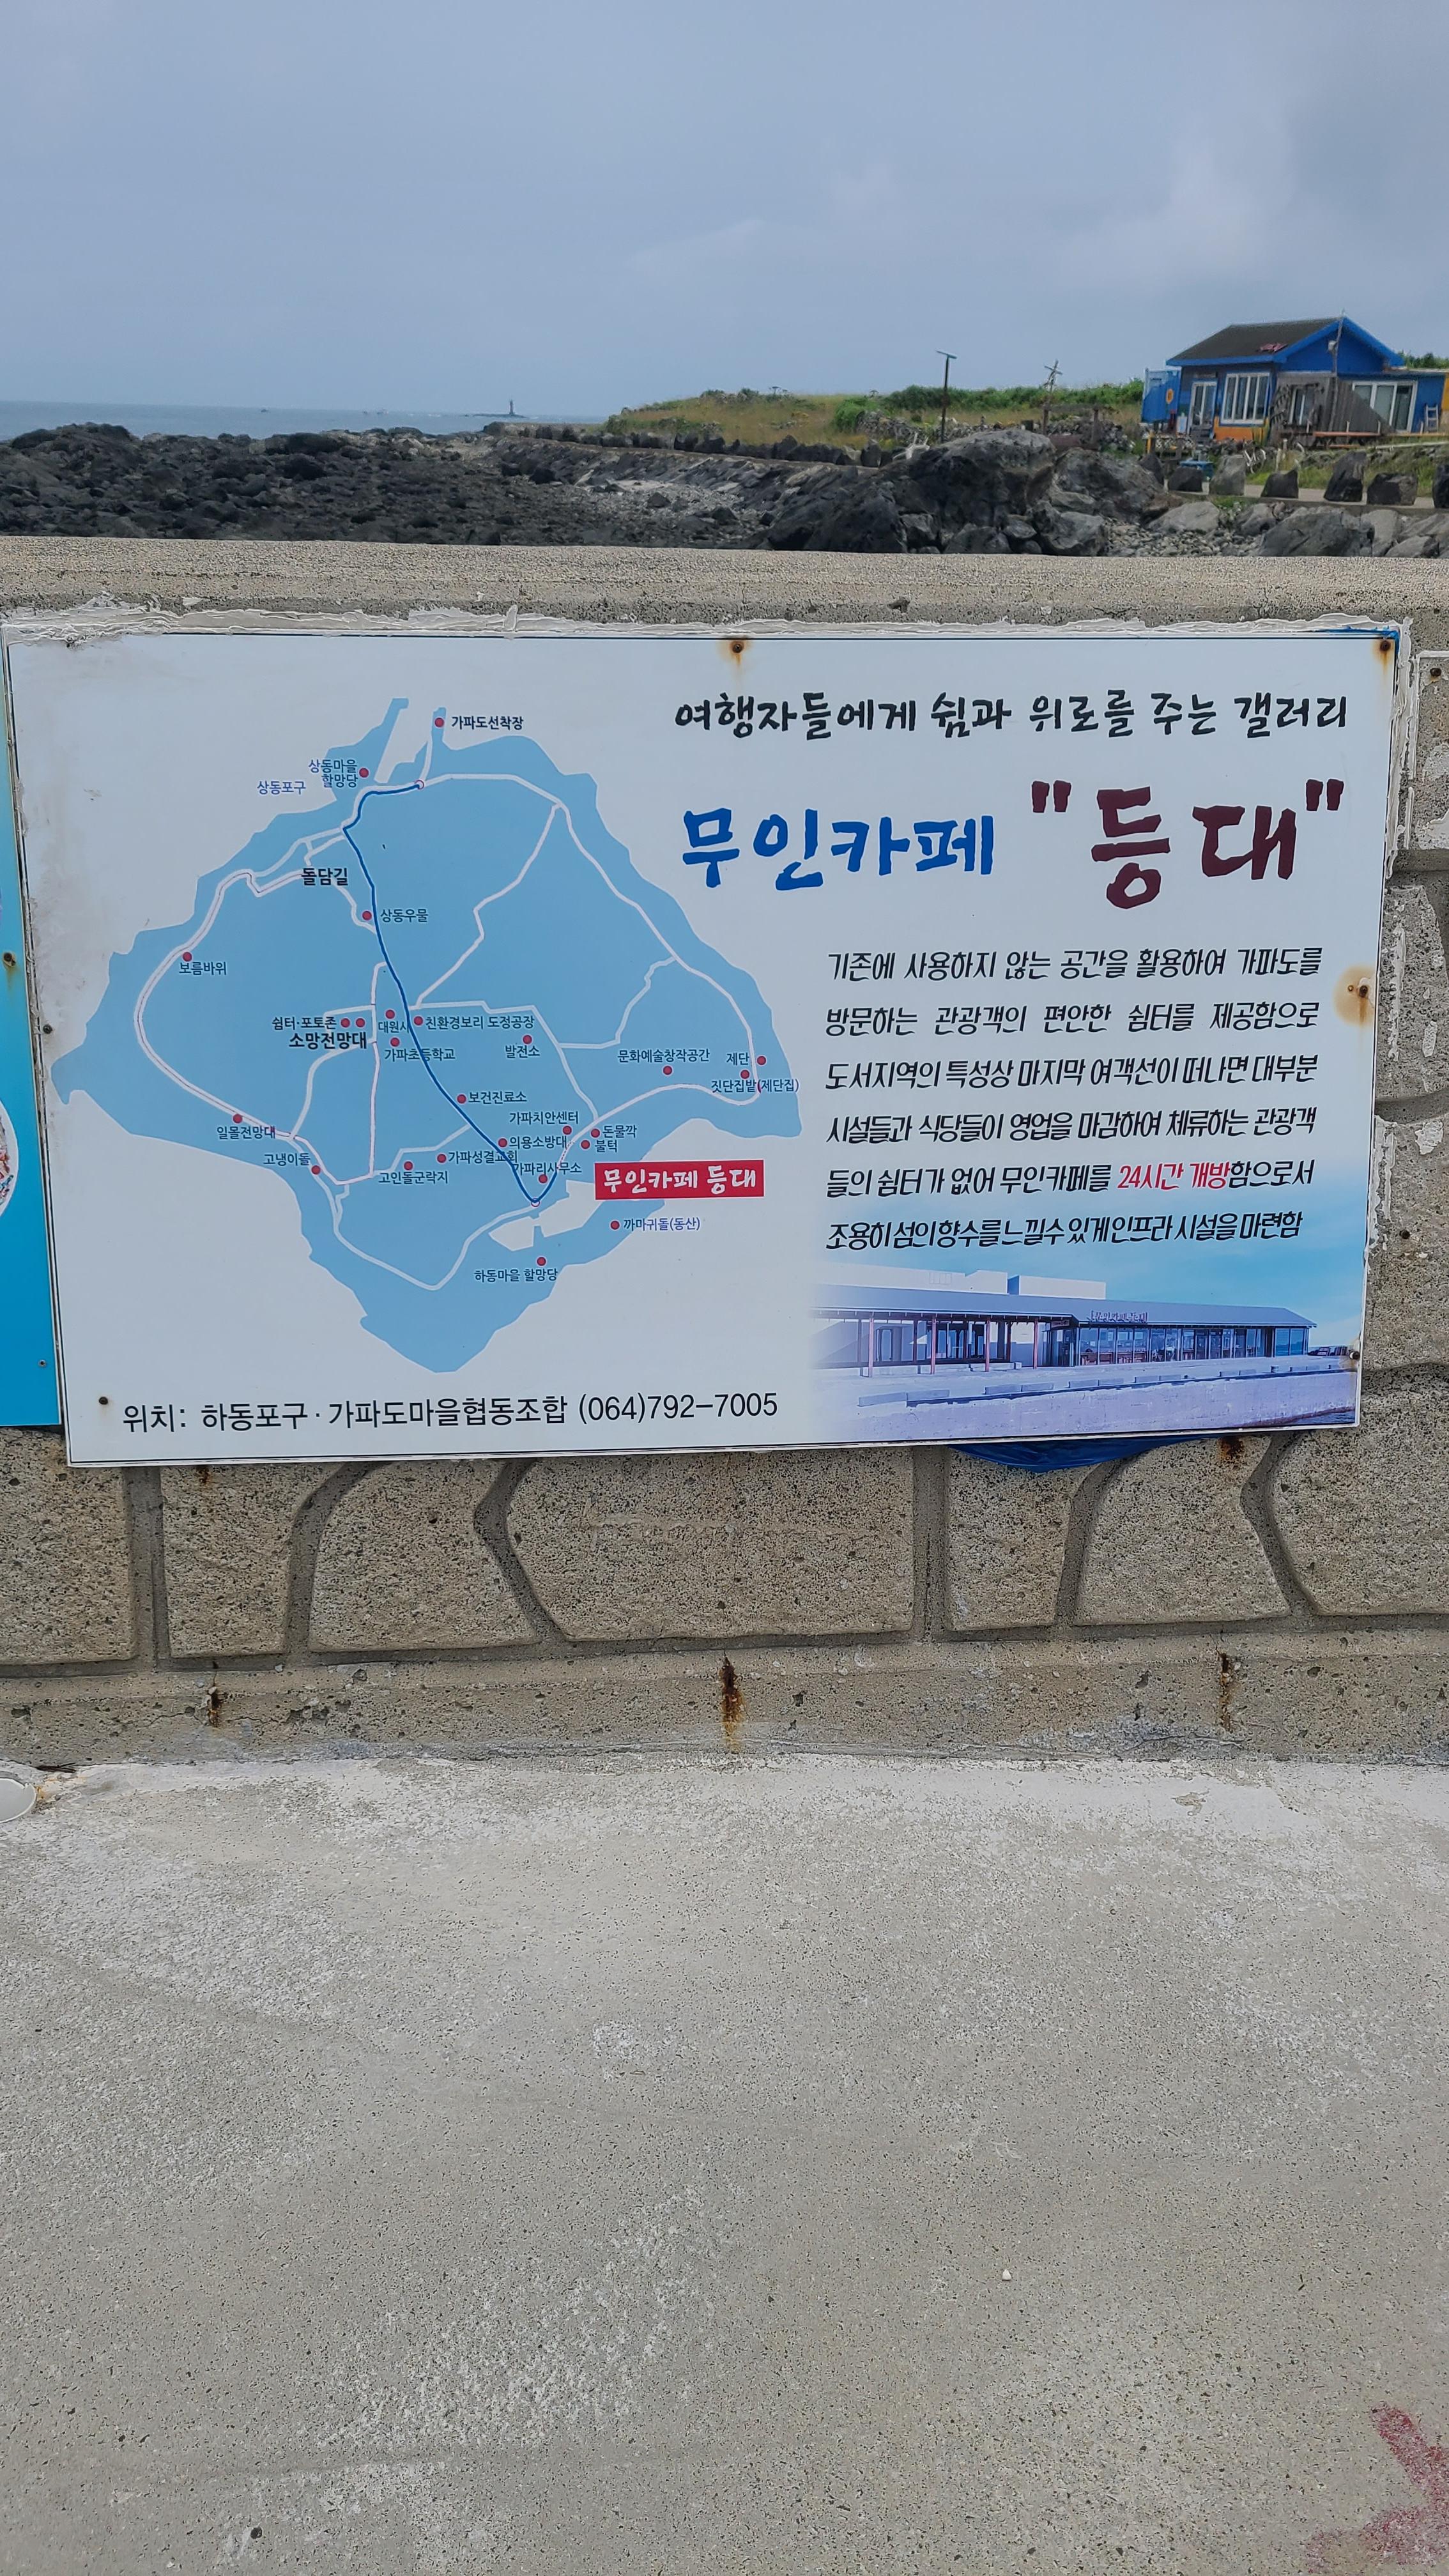 여행자들에게 쉼과 위로를 주는 갤러리
무인카페 "등대"
기존에 사용하지 않는 공간을 활용하여 가파도를
방문하는 관광객의 편안한 쉼터를 제공함으로
도서지역의 특성상 마지막 여객선이 떠나면 대부분
시설들과 식당들이 영업을 마감하여 체류하는 관광객
들의 쉼터가 없어 무인카페를 24시간 개방함으로서
조용히 섬의 향수를 느낄수 있게 인프라 시설을 마련함
가파도선착장
상동마을
할망당
상동포구
돌담길
상동우물
보름바위
쉼터·포토존
소망전망대
대원사
친환경보리 도정공장
가파초등학교
발전소
문화예술창작공간
제단
짓단집밭(제단집)
보건진료소
가파치안센터
돈물깍
불턱
의용소방대
일몰전망대
고냉이돌
가파성결교회
고인돌군락지
가파리사무소
무인카페 등대
까마귀돌(동산)
하동마을 할망당
위치: 하동포구·가파도마을협동조합 (064)792-7005
무인카페 등대